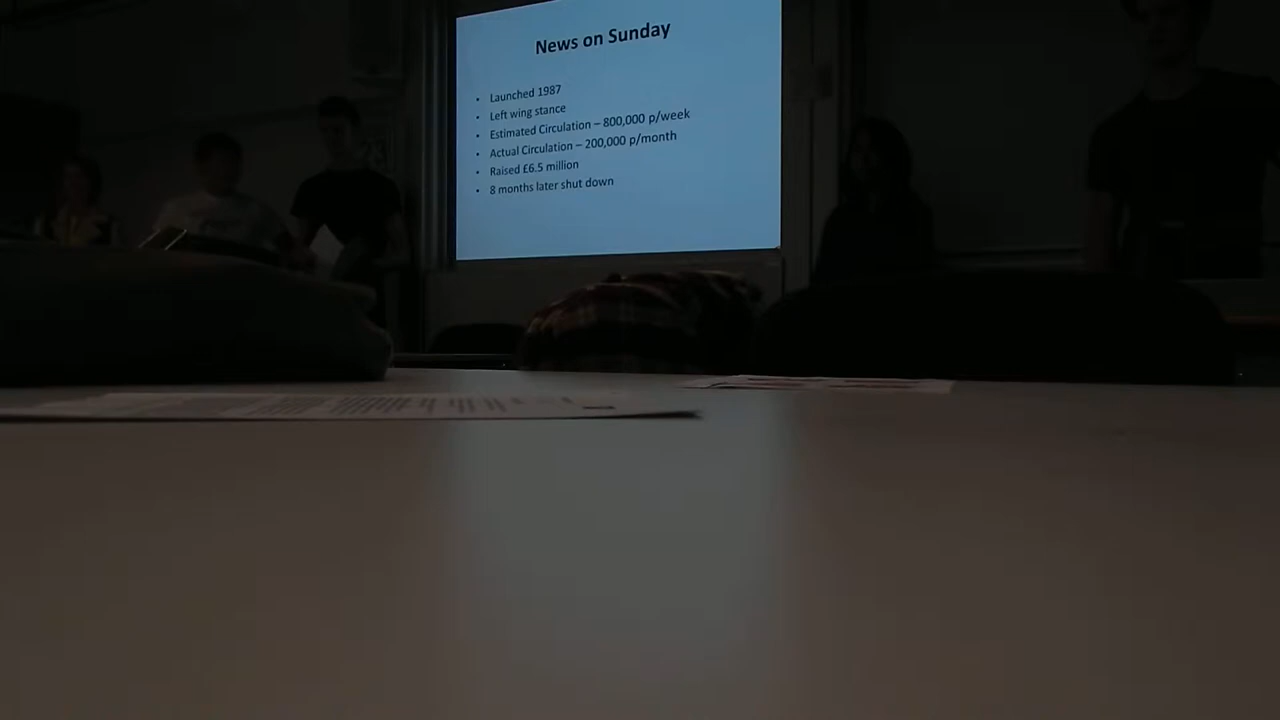 News on Sunday
• Launched 1987
• Left wing stance
• Estimated Circulation – 800,000 p/week
• Actual Circulation – 200,000 p/month
• Raised £6.5 million
• 8 months later shut down